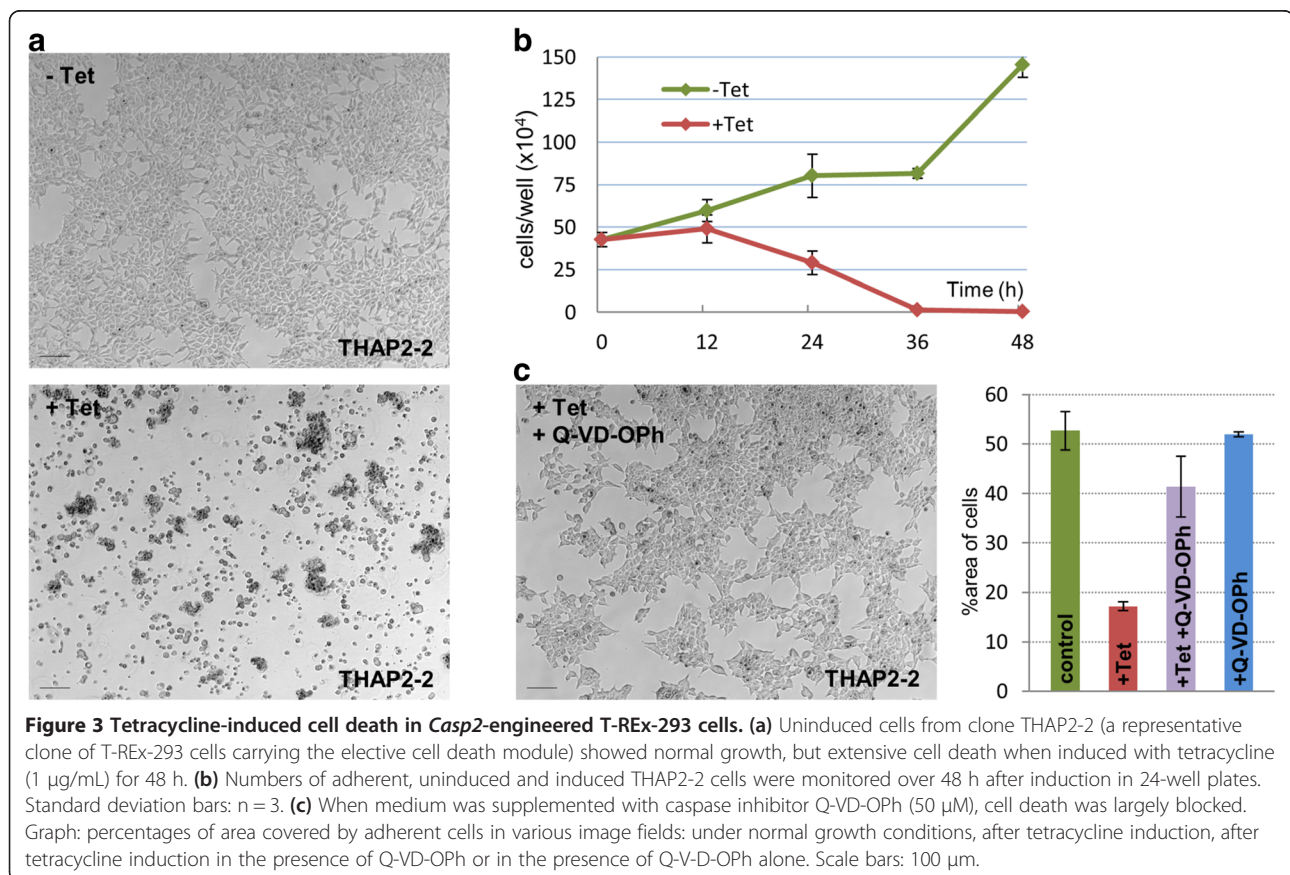 a
- Tet
THAP2-2
+ Tet
THAP2-2
b
150
125
100
75
50
25
0
cells/well (x10⁴)
-Tet
+Tet
Time (h)
0 12 24 36 48
c
+ Tet
+ Q-VD-OPh
THAP2-2
60
50
40
30
20
10
0
%area of cells
control
+Tet
+Tet +Q-VD-OPh
+Q-VD-OPh
Figure 3 Tetracycline-induced cell death in Casp2-engineered T-REx-293 cells. (a) Uninduced cells from clone THAP2-2 (a representative
clone of T-REx-293 cells carrying the elective cell death module) showed normal growth, but extensive cell death when induced with tetracycline
(1 μg/mL) for 48 h. (b) Numbers of adherent, uninduced and induced THAP2-2 cells were monitored over 48 h after induction in 24-well plates.
Standard deviation bars: n = 3. (c) When medium was supplemented with caspase inhibitor Q-VD-OPh (50 μM), cell death was largely blocked.
Graph: percentages of area covered by adherent cells in various image fields: under normal growth conditions, after tetracycline induction, after
tetracycline induction in the presence of Q-VD-OPh or in the presence of Q-V-D-OPh alone. Scale bars: 100 μm.